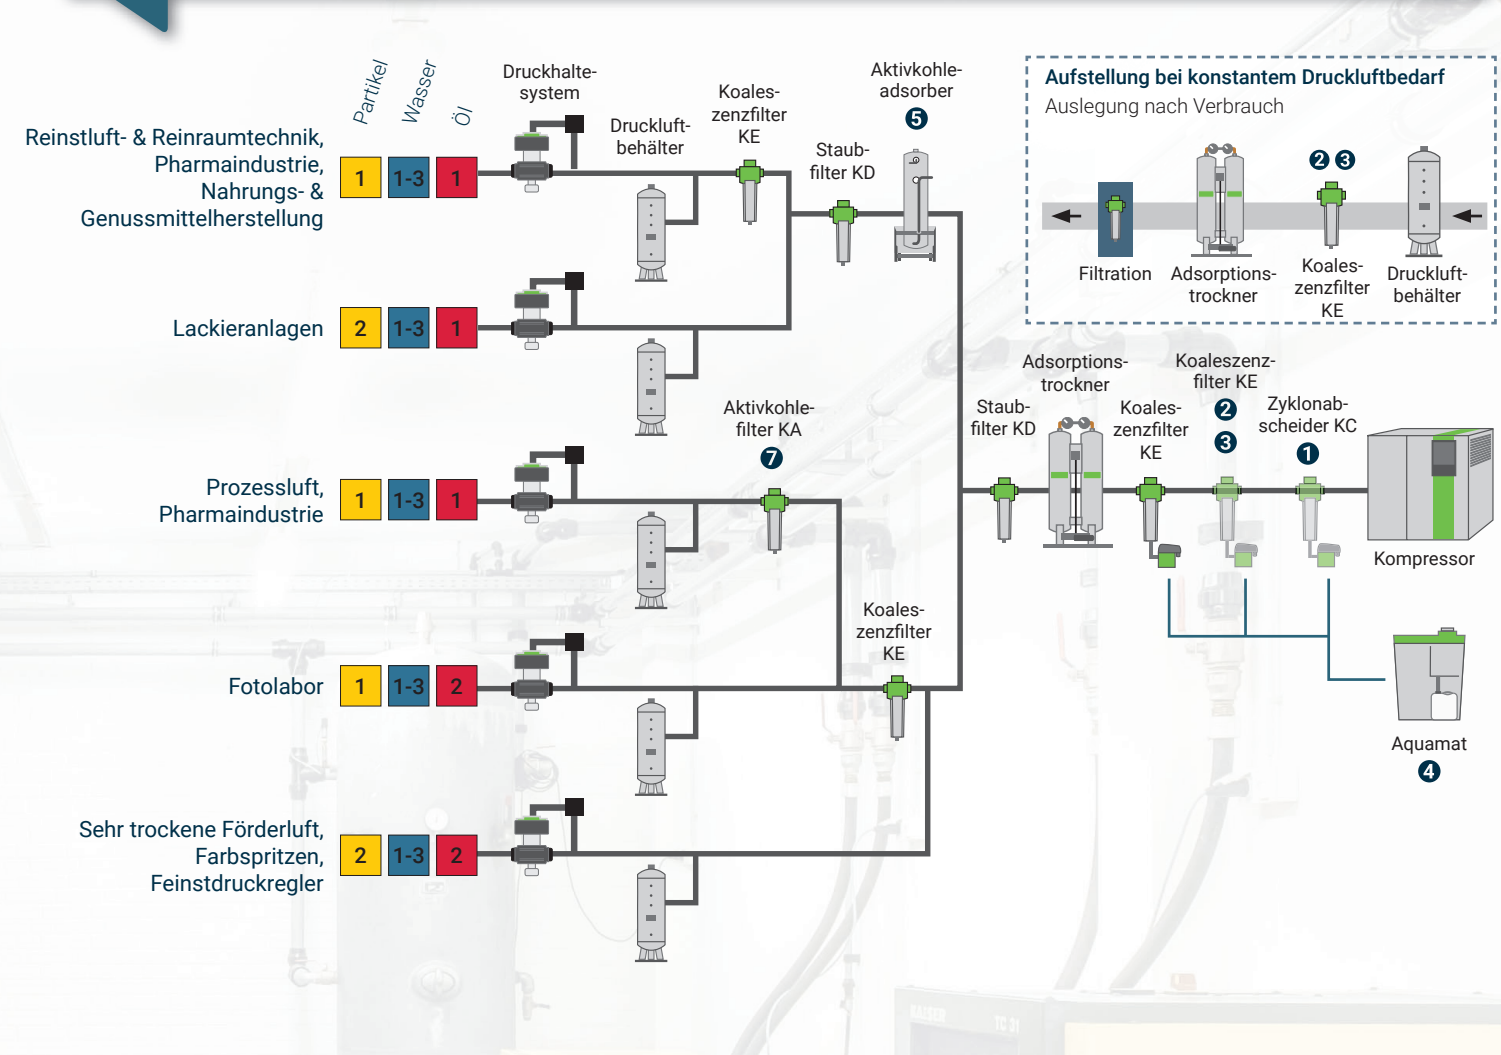 Partikel
Wasser
Öl
Druckhalte-
system
Druckluft-
behälter
Koales-
zenzfilter
KE
Staub-
filter KD
Aktivkohle-
adsorber
5
Reinstluft- & Reinraumtechnik,
Pharmaindustrie,
Nahrungs- &
Genussmittelherstellung
1 1-3 1
Lackieranlagen
2 1-3 1
Aktivkohle-
filter KA
7
Prozessluft,
Pharmaindustrie
1 1-3 1
Koales-
zenzfilter
KE
Fotolabor
1 1-3 2
Sehr trockene Förderluft,
Farbspritzen,
Feinstdruckregler
2 1-3 2
Aufstellung bei konstantem Druckluftbedarf
Auslegung nach Verbrauch
2 3
Filtration
Adsorptions-
trockner
Koales-
zenzfilter
KE
Druckluft-
behälter
Staub-
filter KD
Adsorptions-
trockner
Koales-
zenzfilter
KE
Koaleszenz-
filter KE
2
3
Zyklonab-
scheider KC
1
Kompressor
Aquamat
4
KAESER
TC 31